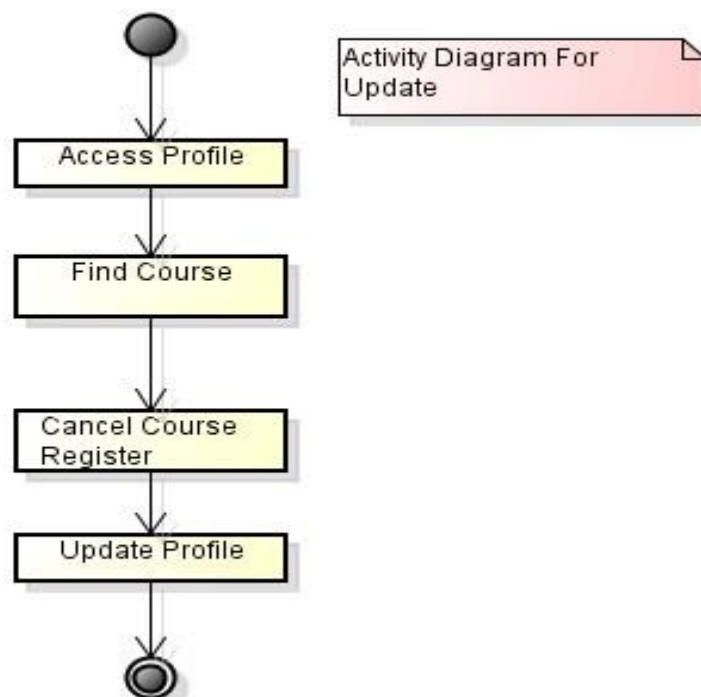 Activity Diagram For
Update
Access Profile
Find Course
Cancel Course
Register
Update Profile